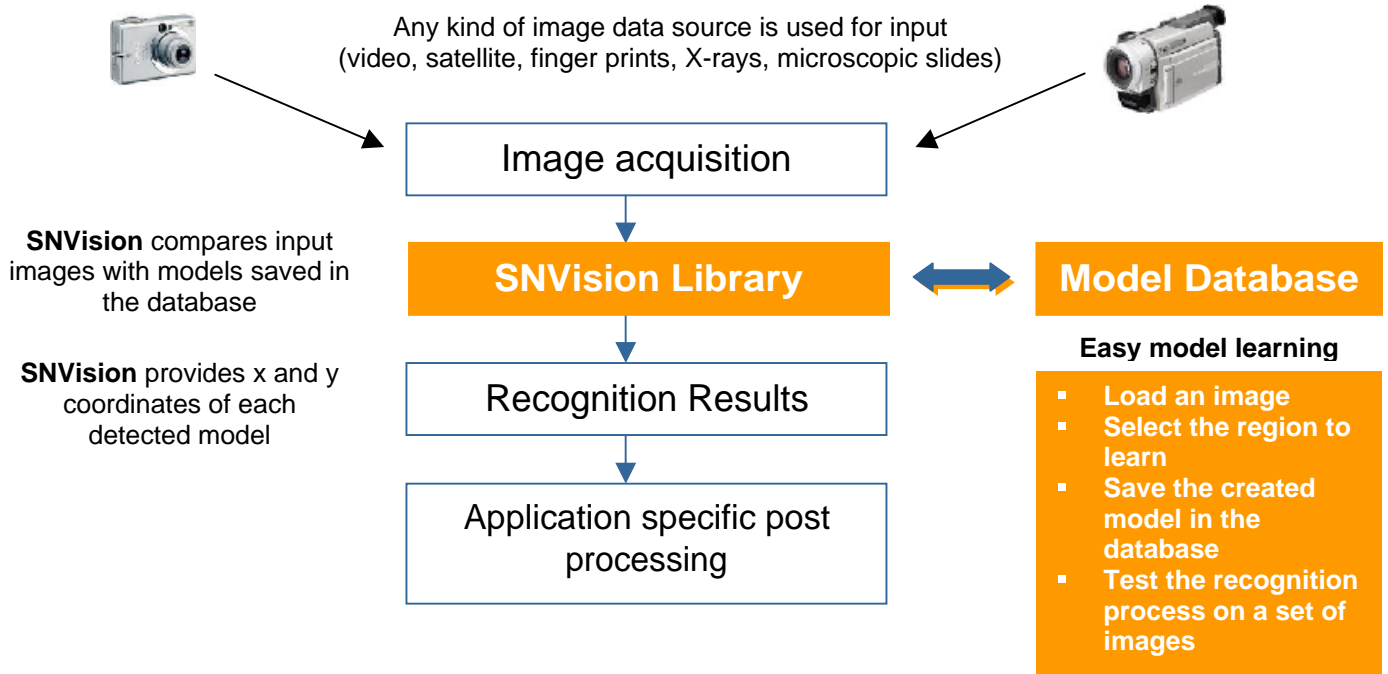 Any kind of image data source is used for input
(video, satellite, finger prints, X-rays, microscopic slides)
Image acquisition
SNVision compares input
images with models saved in
the database
SNVision Library
Model Database
SNVision provides x and y
coordinates of each
detected model
Recognition Results
Application specific post
processing
Easy model learning
▪ Load an image
▪ Select the region to
learn
▪ Save the created
model in the
database
▪ Test the recognition
process on a set of
images